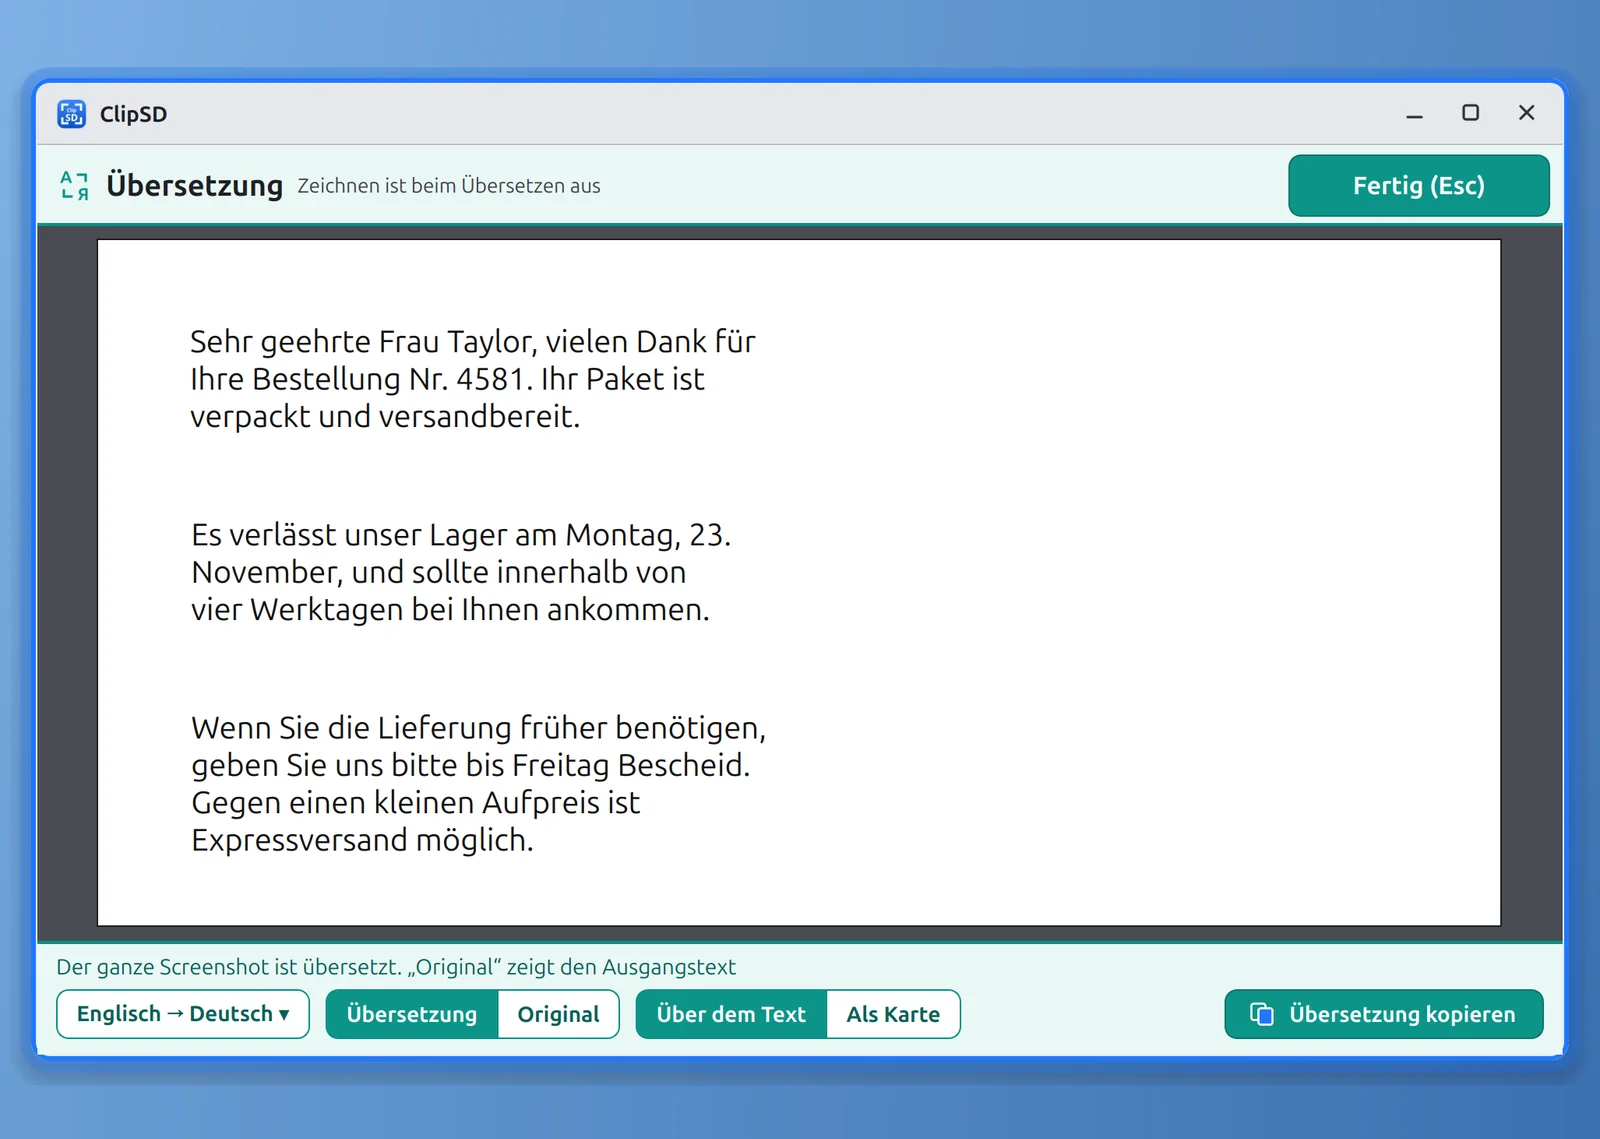 ClipSD
Übersetzung Zeichnen ist beim Übersetzen aus
Fertig (Esc)
Sehr geehrte Frau Taylor, vielen Dank für
Ihre Bestellung Nr. 4581. Ihr Paket ist
verpackt und versandbereit.
Es verlässt unser Lager am Montag, 23.
November, und sollte innerhalb von
vier Werktagen bei Ihnen ankommen.
Wenn Sie die Lieferung früher benötigen,
geben Sie uns bitte bis Freitag Bescheid.
Gegen einen kleinen Aufpreis ist
Expressversand möglich.
Der ganze Screenshot ist übersetzt. „Original“ zeigt den Ausgangstext
Englisch → Deutsch ▾
Übersetzung
Original
Über dem Text
Als Karte
Übersetzung kopieren